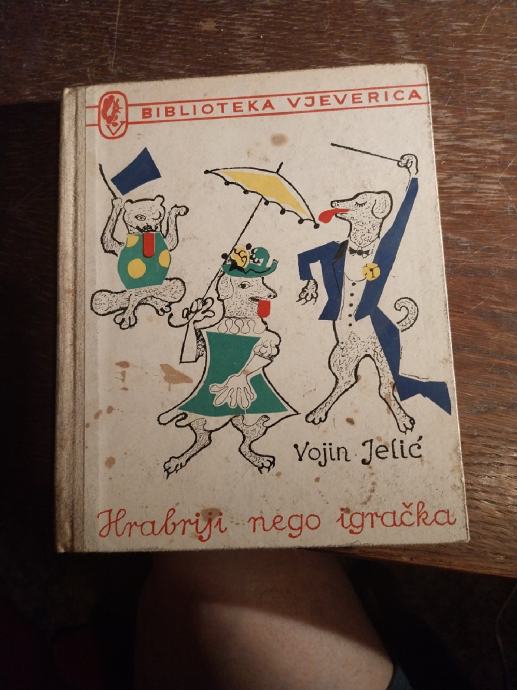 BIBLIOTEKA VJEVERICA
Vojin Jelić
Hrabriji nego igračka